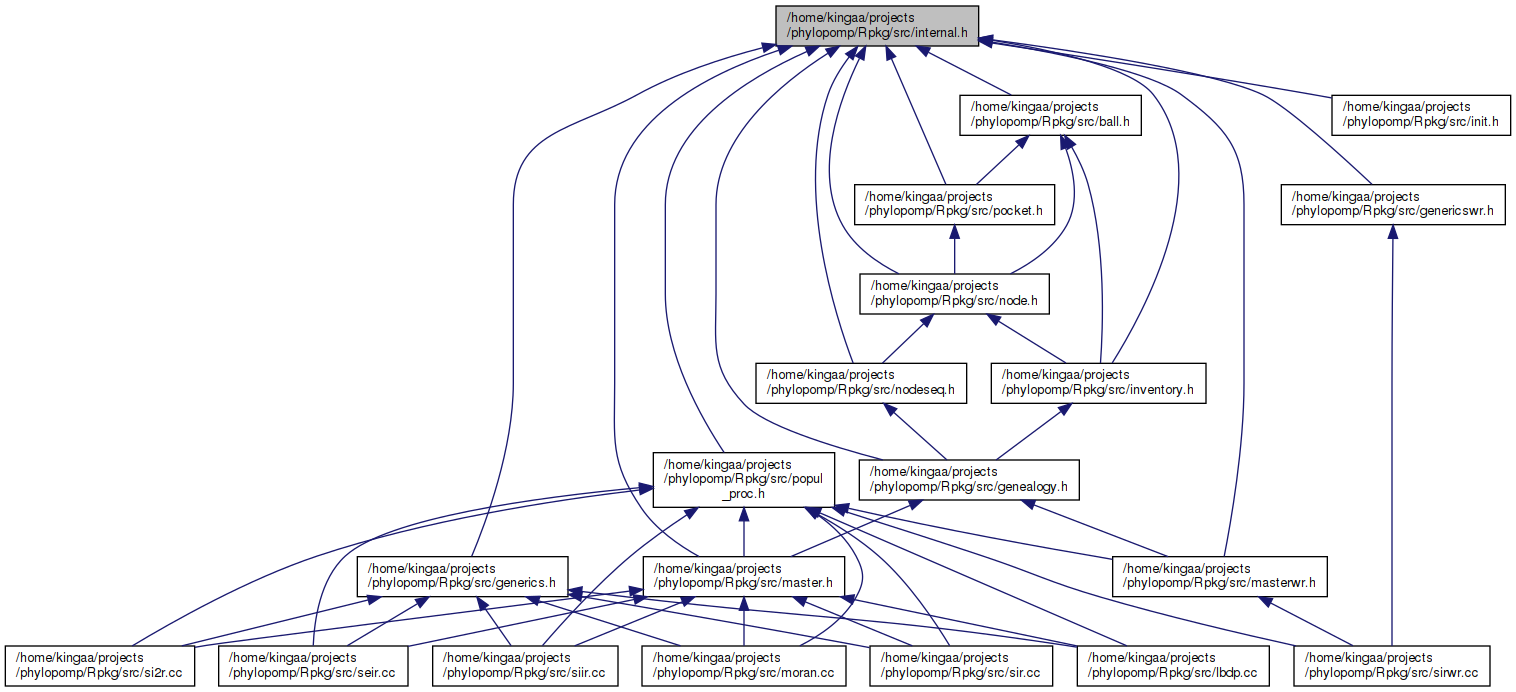 /home/kingaa/projects
/phylopomp/Rpkg/src/internal.h
/home/kingaa/projects
/phylopomp/Rpkg/src/ball.h
/home/kingaa/projects
/phylopomp/Rpkg/src/init.h
/home/kingaa/projects
/phylopomp/Rpkg/src/pocket.h
/home/kingaa/projects
/phylopomp/Rpkg/src/genericswr.h
/home/kingaa/projects
/phylopomp/Rpkg/src/node.h
/home/kingaa/projects
/phylopomp/Rpkg/src/nodeseq.h
/home/kingaa/projects
/phylopomp/Rpkg/src/inventory.h
/home/kingaa/projects
/phylopomp/Rpkg/src/popul
_proc.h
/home/kingaa/projects
/phylopomp/Rpkg/src/genealogy.h
/home/kingaa/projects
/phylopomp/Rpkg/src/generics.h
/home/kingaa/projects
/phylopomp/Rpkg/src/master.h
/home/kingaa/projects
/phylopomp/Rpkg/src/masterwr.h
/home/kingaa/projects
/phylopomp/Rpkg/src/si2r.cc
/home/kingaa/projects
/phylopomp/Rpkg/src/seir.cc
/home/kingaa/projects
/phylopomp/Rpkg/src/siir.cc
/home/kingaa/projects
/phylopomp/Rpkg/src/moran.cc
/home/kingaa/projects
/phylopomp/Rpkg/src/sir.cc
/home/kingaa/projects
/phylopomp/Rpkg/src/lbdp.cc
/home/kingaa/projects
/phylopomp/Rpkg/src/sirwr.cc